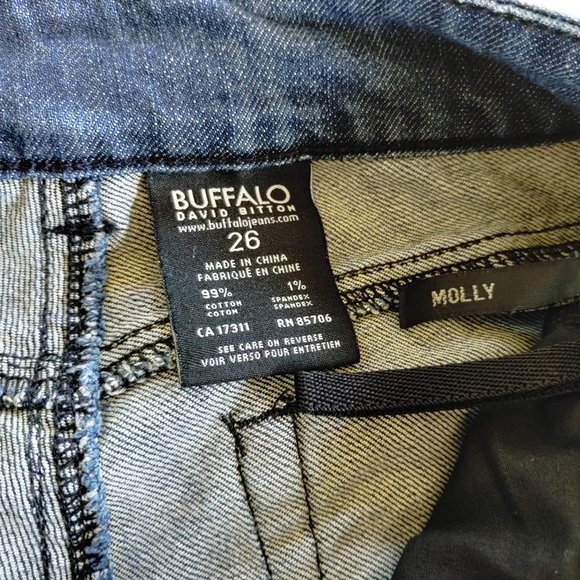 BUFFALO
DAVID BITTON
www.buffalojeans.com
26
MADE IN CHINA
FABRIQUÉ EN CHINE
99% 1%
COTTON SPANDEX
COTON SPANDEX
CA 17311 RN 85706
SEE CARE ON REVERSE
VOIR VERSO POUR ENTRETIEN
MOLLY